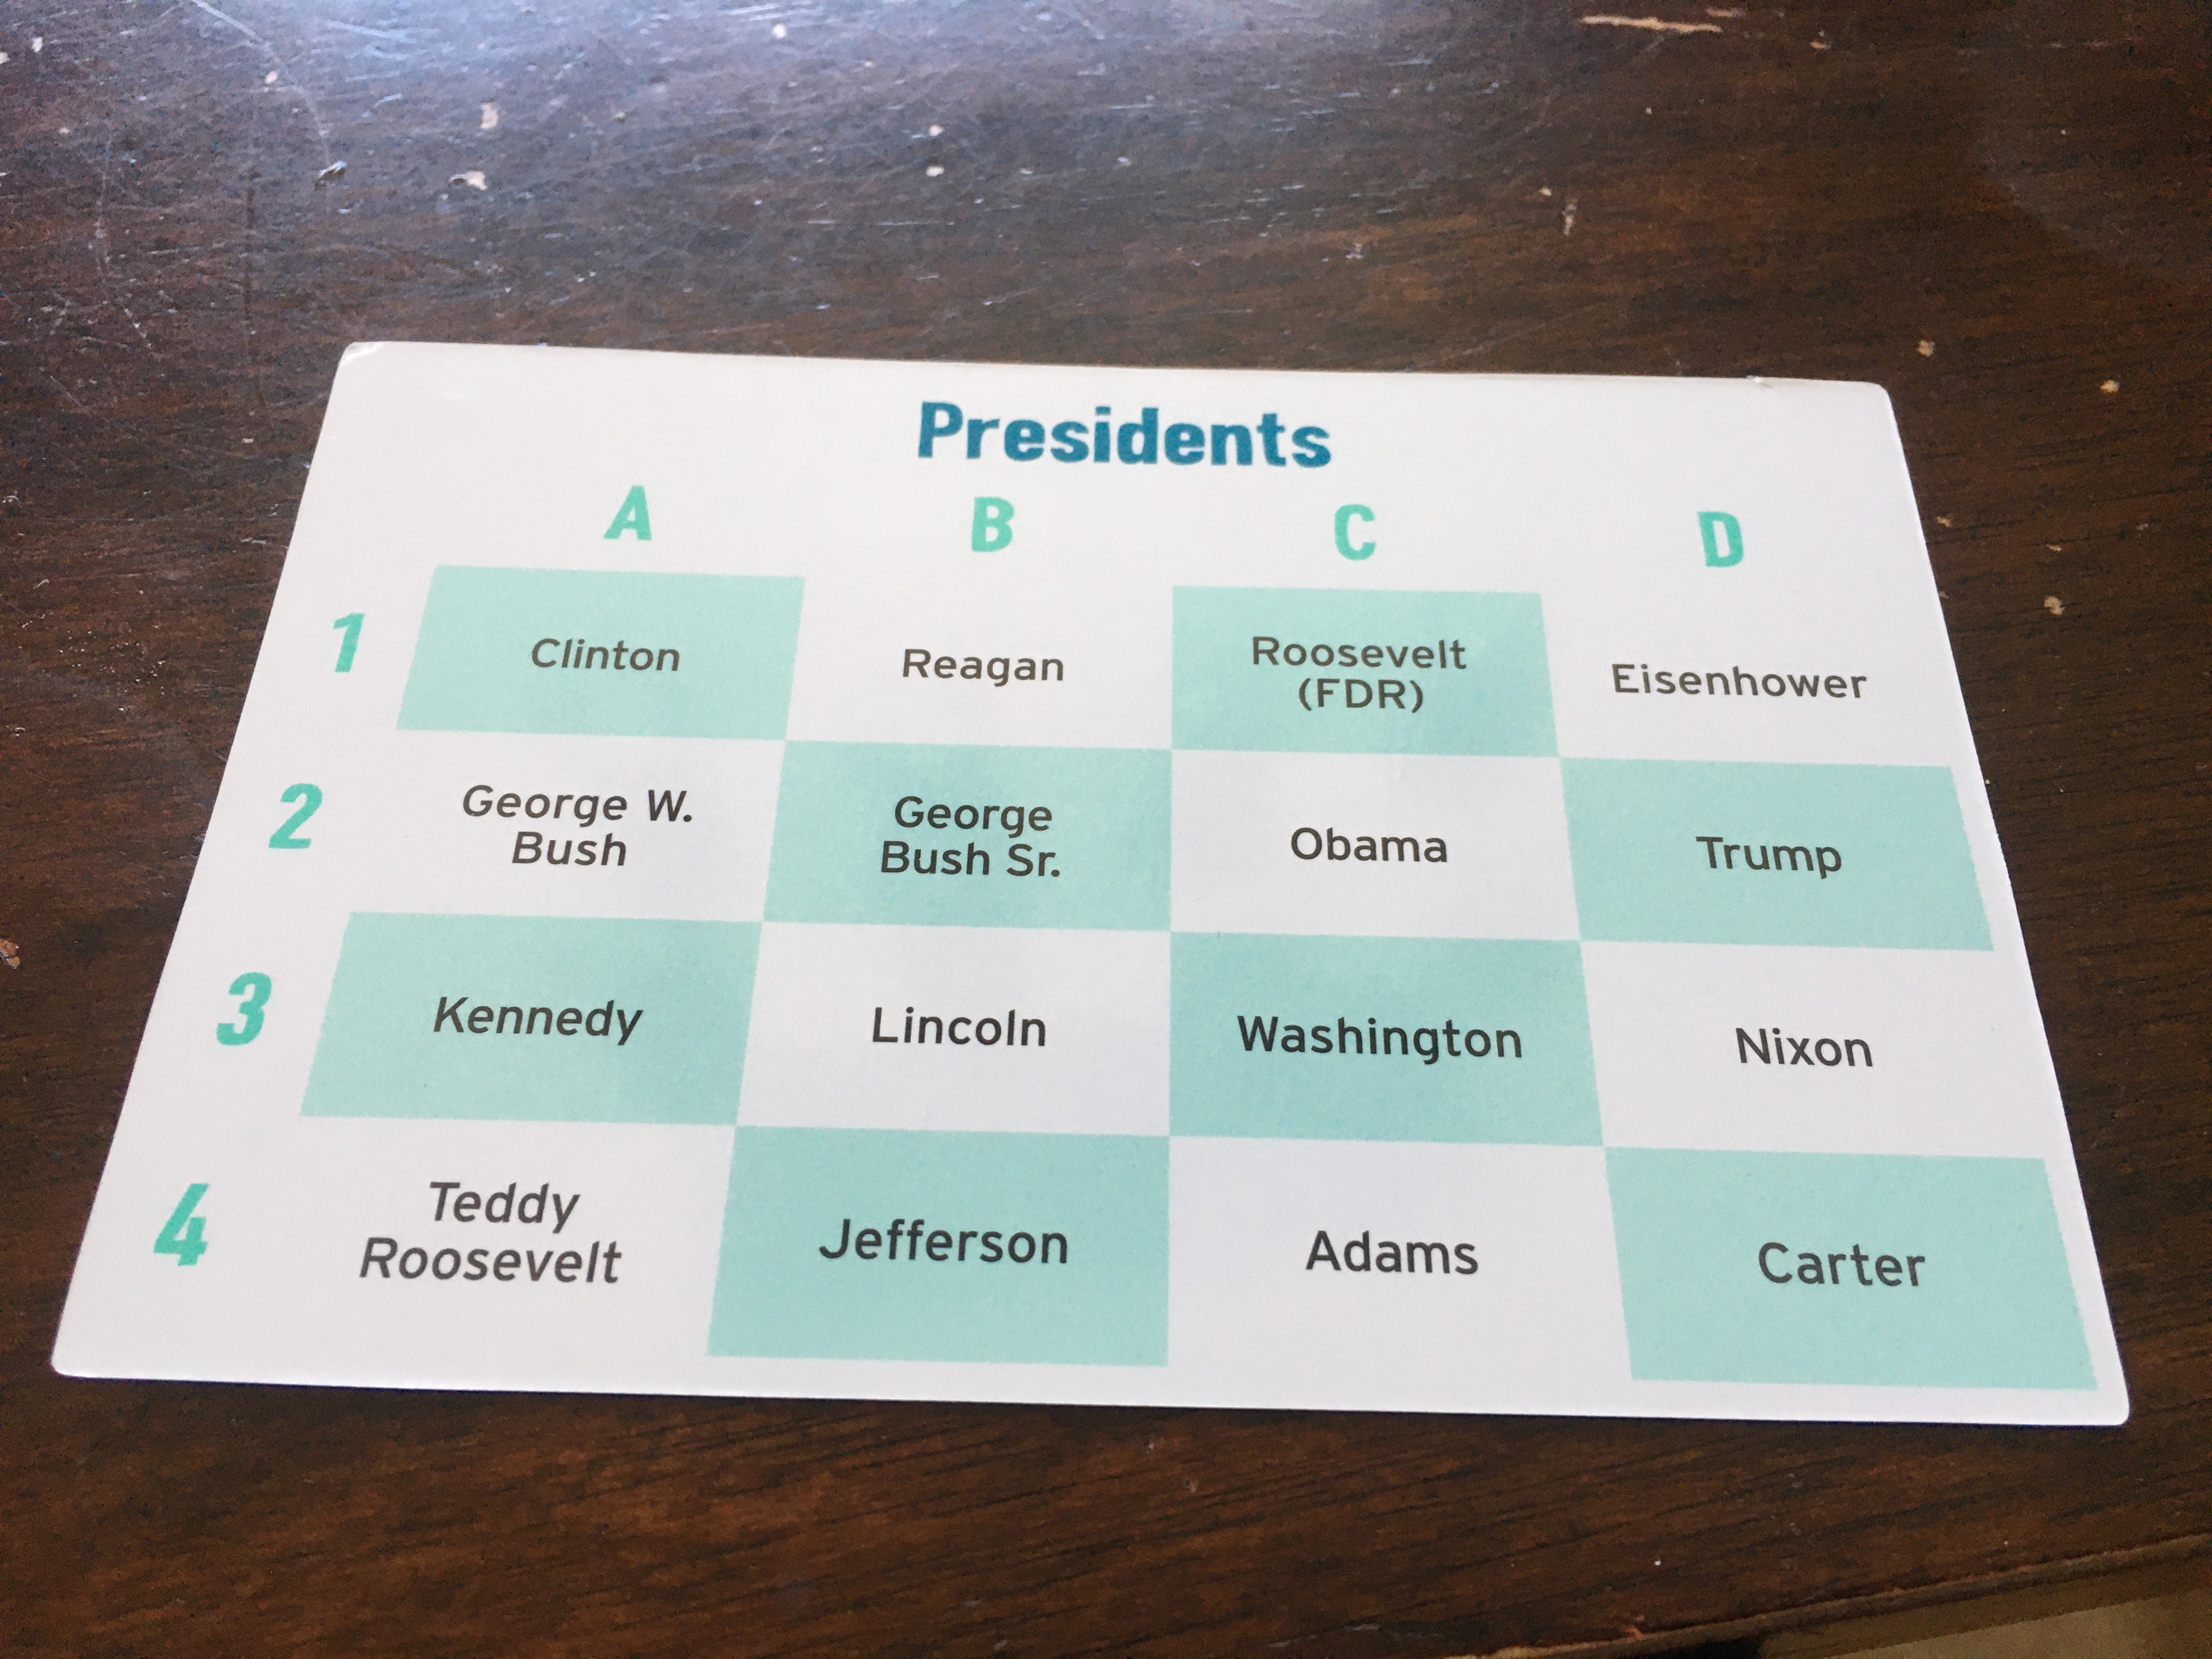 Presidents
A B C D
1 Clinton Reagan Roosevelt (FDR) Eisenhower
2 George W. Bush George Bush Sr. Obama Trump
3 Kennedy Lincoln Washington Nixon
4 Teddy Roosevelt Jefferson Adams Carter